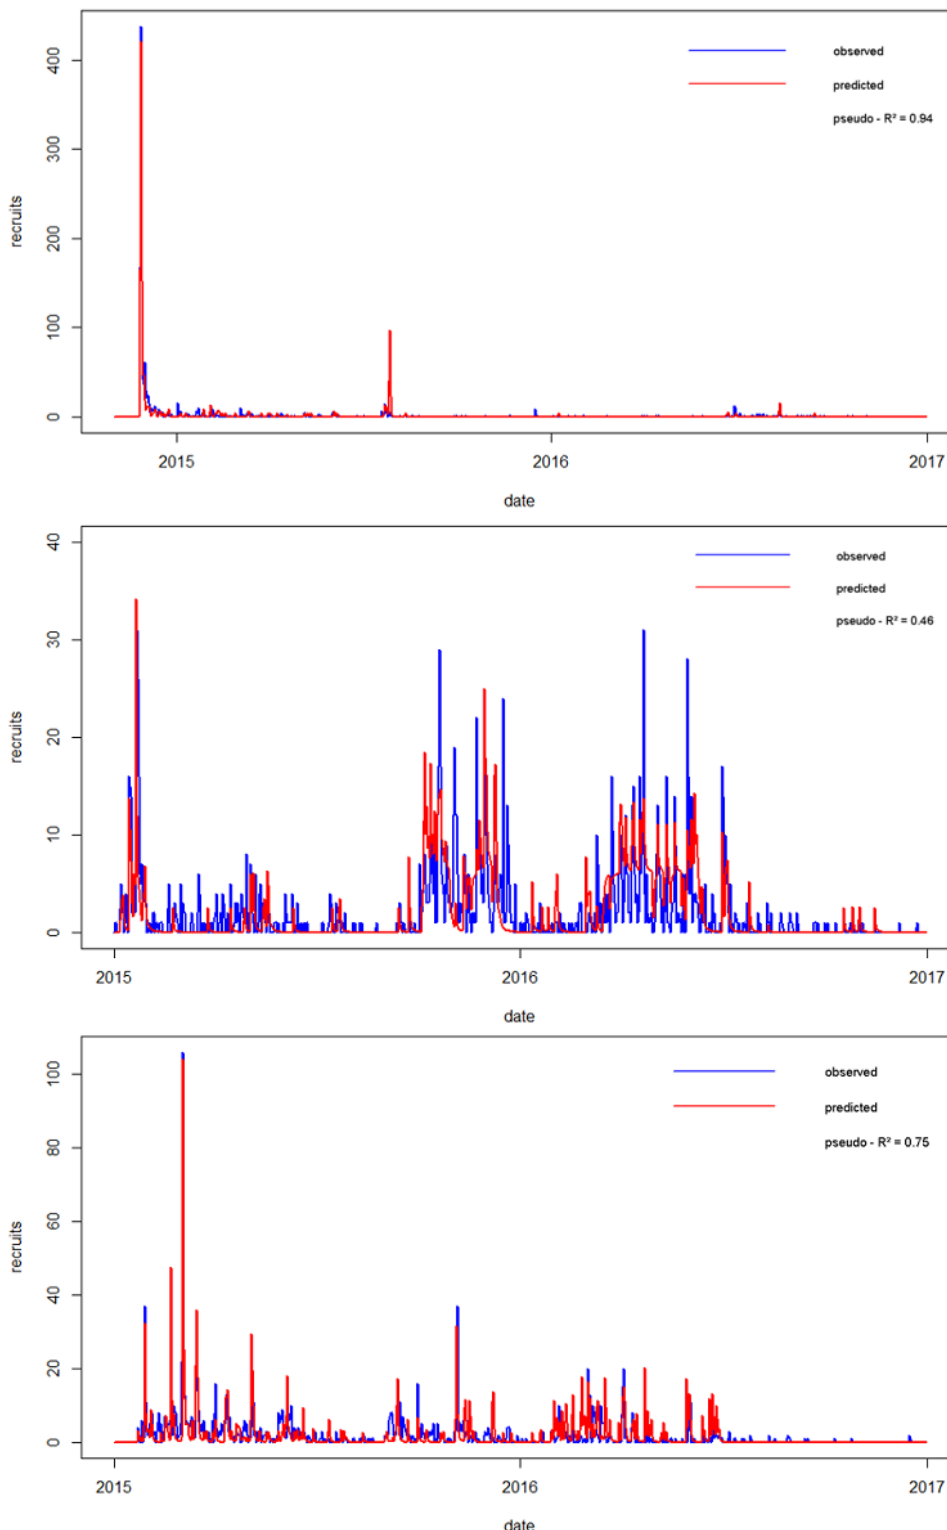 observed
predicted
pseudo - R² = 0.94
400
300
200
100
0
recruits
2015 2016 2017
date
observed
predicted
pseudo - R² = 0.46
40
30
20
10
0
recruits
2015 2016 2017
date
observed
predicted
pseudo - R² = 0.75
100
80
60
40
20
0
recruits
2015 2016 2017
date